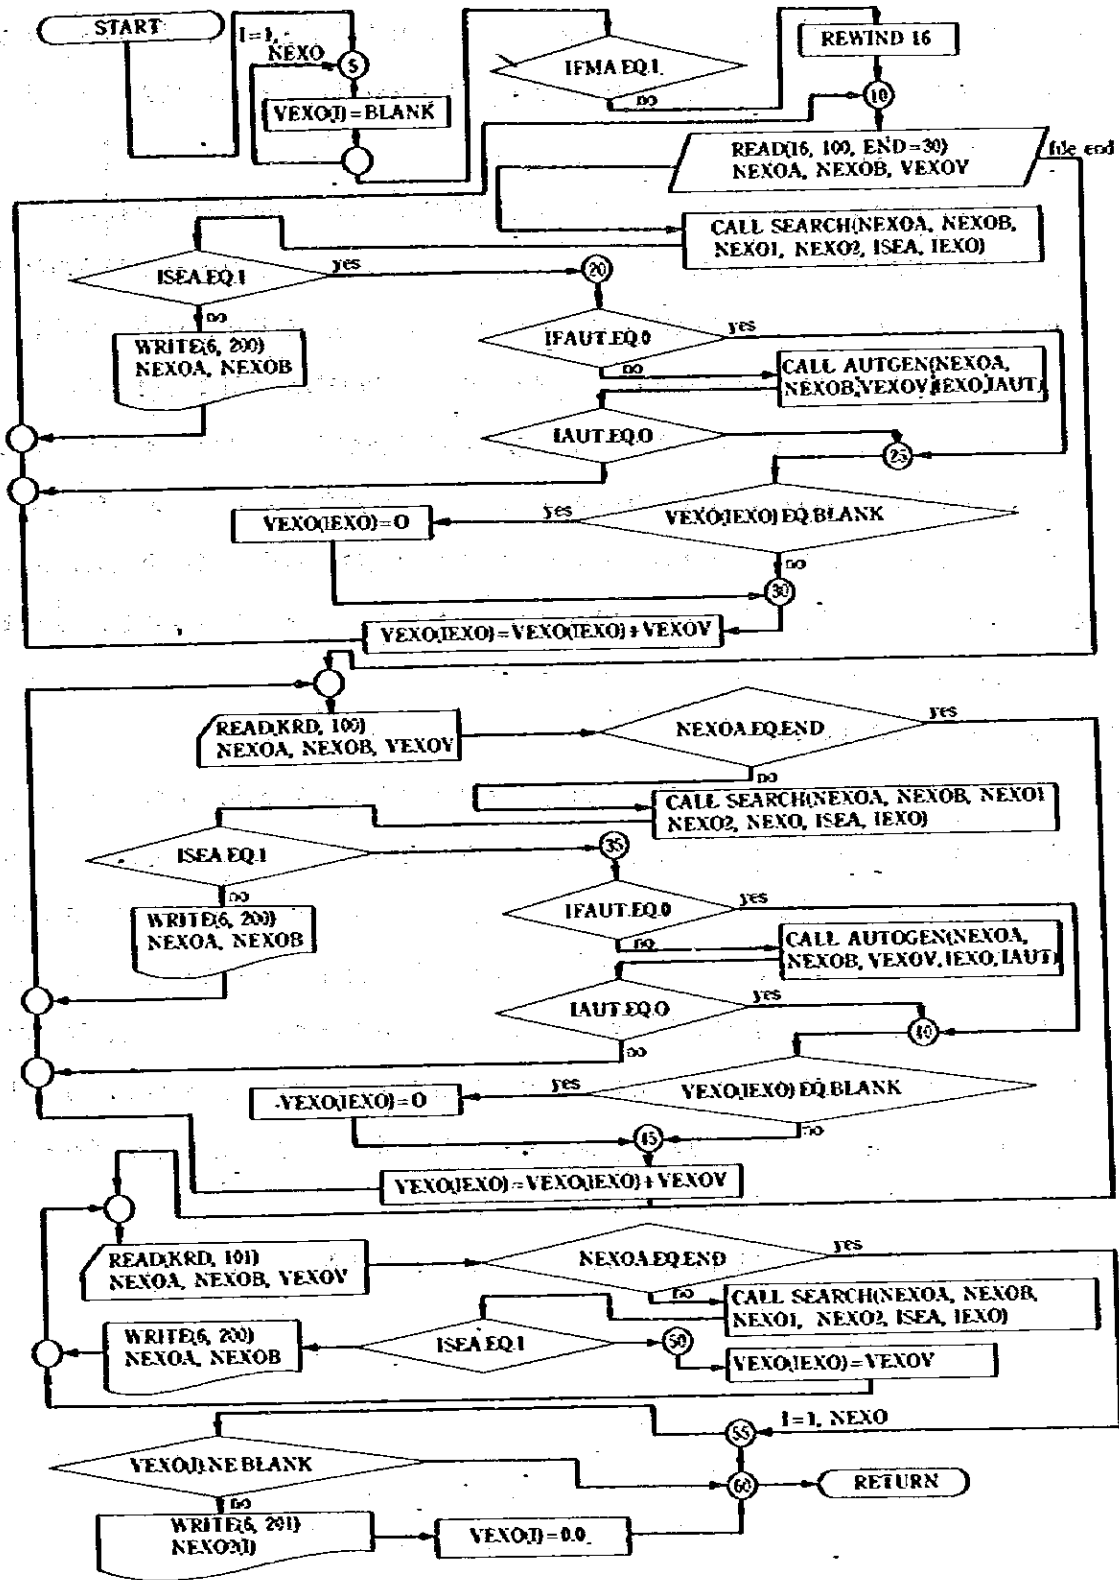 START
I=1,
NEXO
5
VEXO(I)=BLANK
IFMA.EQ.1
no
REWIND 16
10
READ(16, 100, END=30)
NEXOA, NEXOB, VEXOV
file end
CALL SEARCH(NEXOA, NEXOB,
NEXO1, NEXO2, ISEA, IEXO)
ISEA.EQ.1
yes
no
WRITE(6, 200)
NEXOA, NEXOB
20
IFAUT.EQ.0
yes
no
CALL AUTGEN(NEXOA,
NEXOB,VEXOV,IEXO,IAUT)
IAUT.EQ.O
25
VEXO(IEXO).EQ.BLANK
yes
no
VEXO(IEXO)=O
30
VEXO(IEXO)=VEXO(IEXO)+VEXOV
READ(KRD, 100)
NEXOA, NEXOB, VEXOV
NEXOA.EQ.END
yes
no
CALL SEARCH(NEXOA, NEXOB, NEXO1
NEXO2, NEXO, ISEA, IEXO)
ISEA.EQ.1
no
WRITE(6, 200)
NEXOA, NEXOB
35
IFAUT.EQ.0
yes
no
CALL AUTOGEN(NEXOA,
NEXOB, VEXOV, IEXO, IAUT)
IAUT.EQ.O
yes
no
40
VEXO(IEXO).EQ.BLANK
yes
no
VEXO(IEXO)=O
45
VEXO(IEXO)=VEXO(IEXO)+VEXOV
READ(KRD, 101)
NEXOA, NEXOB, VEXOV
NEXOA.EQ.END
yes
no
CALL SEARCH(NEXOA, NEXOB,
NEXO1, NEXO2, ISEA, IEXO)
WRITE(6, 200)
NEXOA, NEXOB
ISEA.EQ.1
50
VEXO(IEXO)=VEXOV
I=1, NEXO
55
VEXO(I).NE.BLANK
no
60
RETURN
WRITE(6, 201)
NEXO2(I)
VEXO(I)=0.0